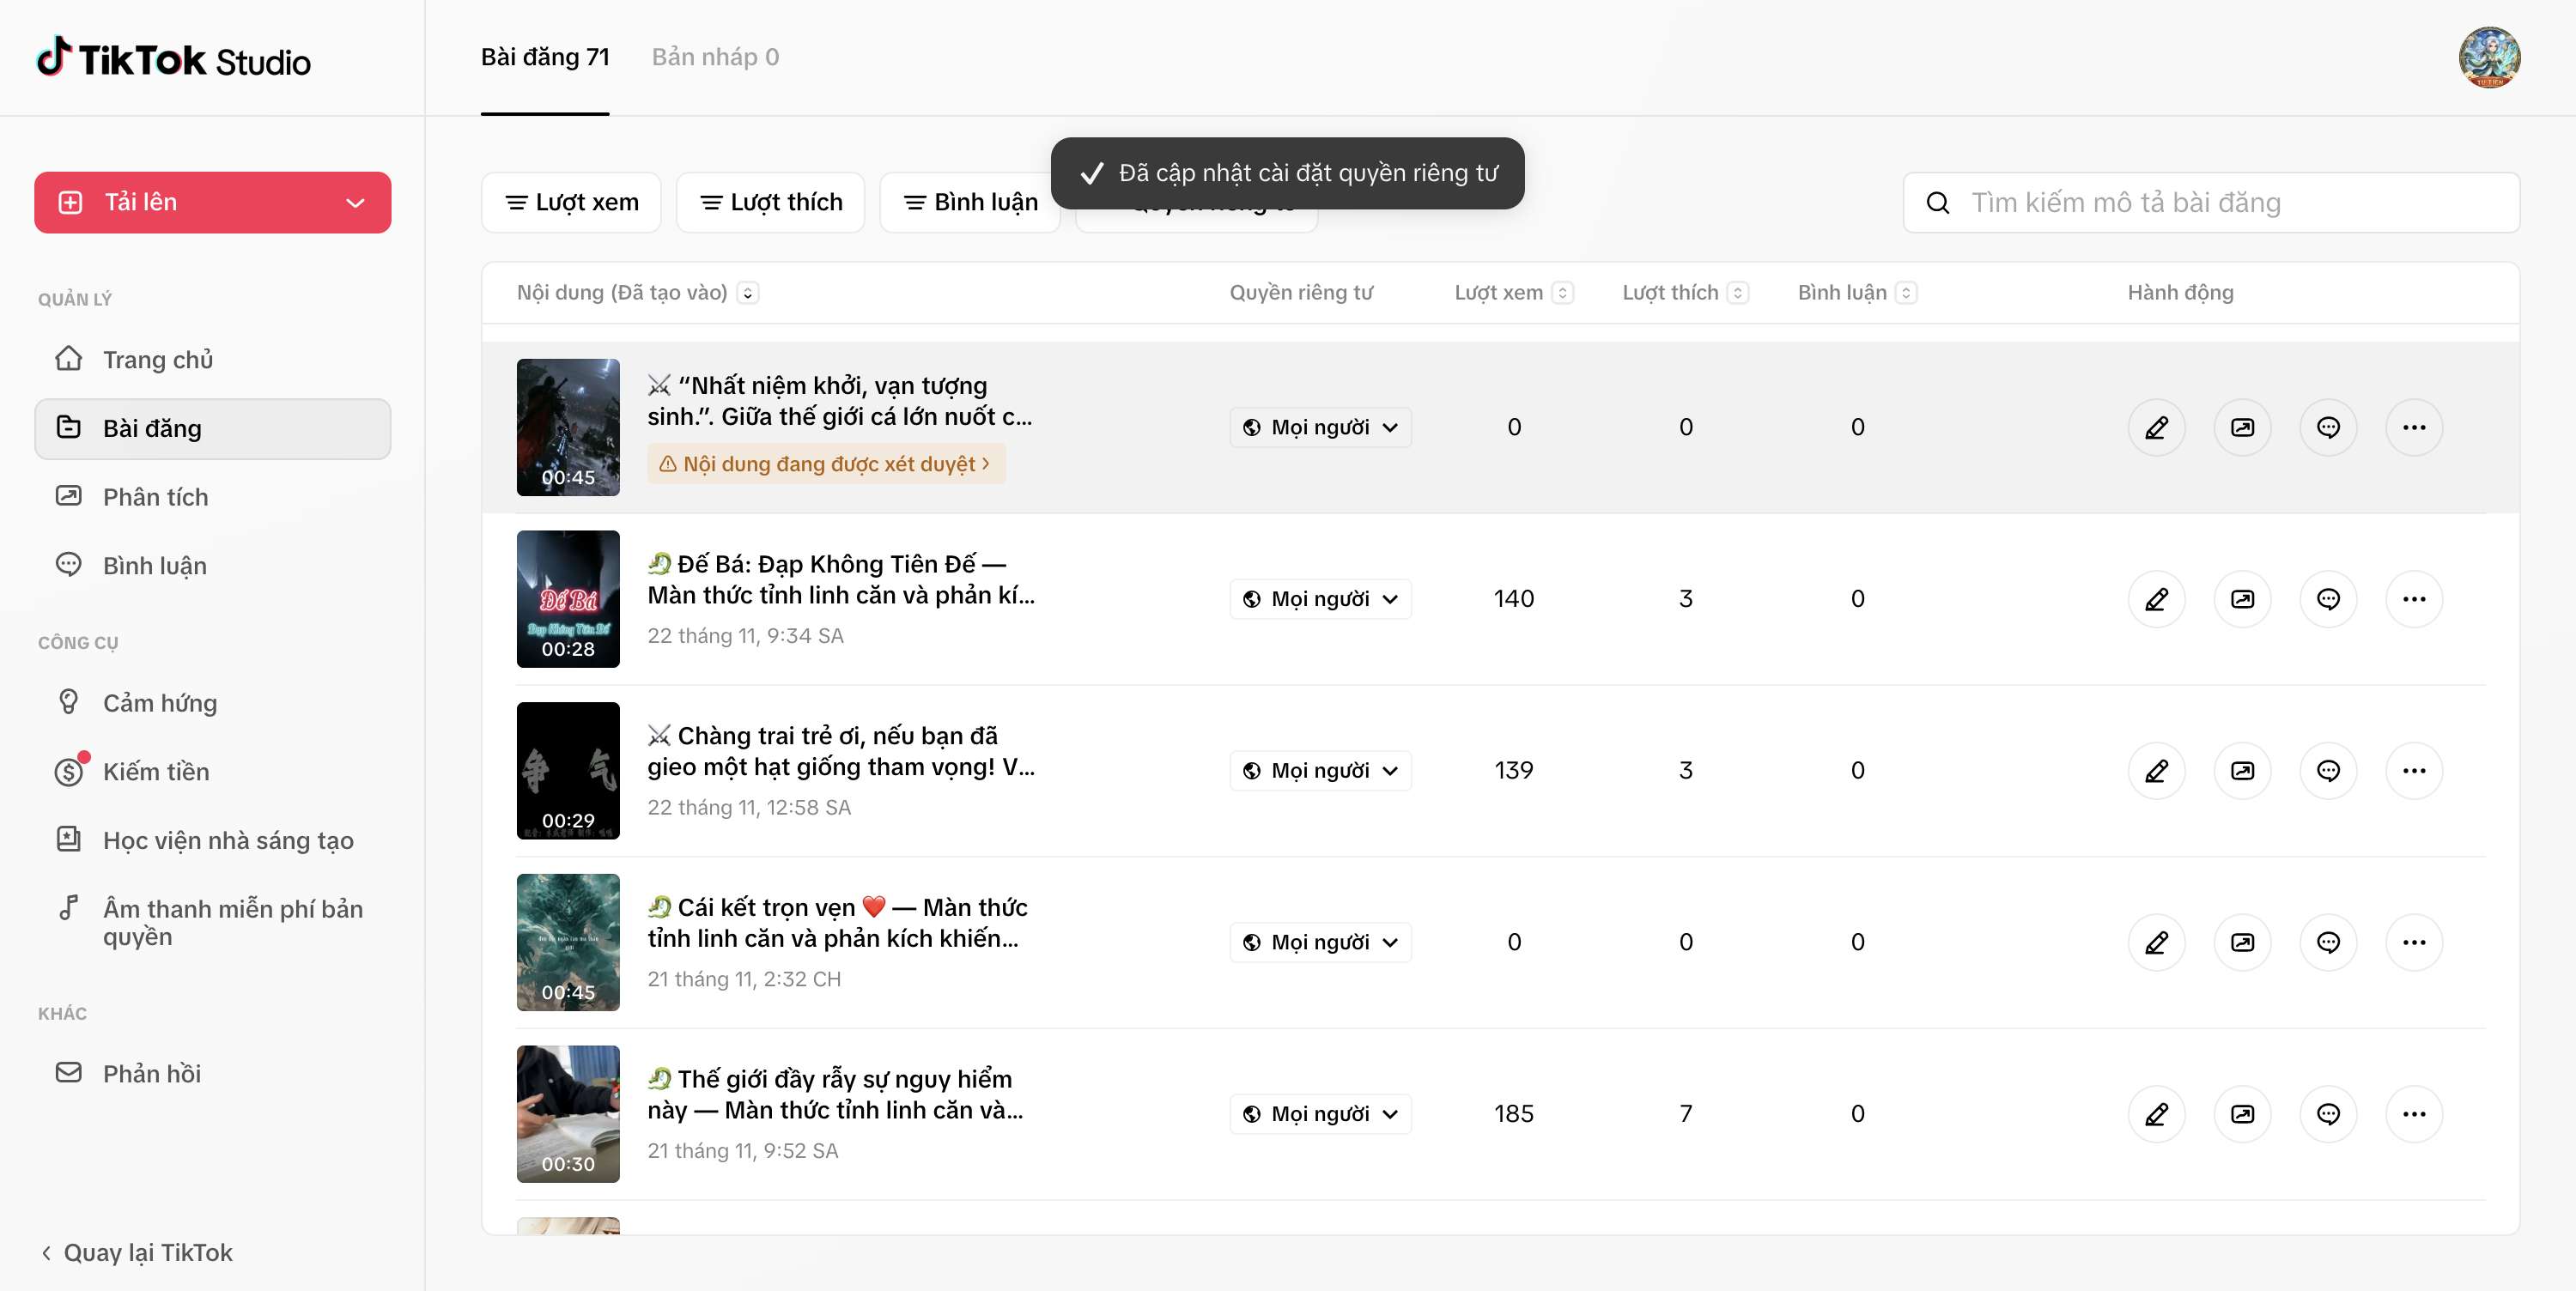 TikTok Studio
Bài đăng 71
Bản nháp 0
Đã cập nhật cài đặt quyền riêng tư
Tải lên
Lượt xem
Lượt thích
Bình luận
Tìm kiếm mô tả bài đăng
QUẢN LÝ
Trang chủ
Bài đăng
Phân tích
Bình luận
CÔNG CỤ
Cảm hứng
Kiếm tiền
Học viện nhà sáng tạo
Âm thanh miễn phí bản
quyền
KHÁC
Phản hồi
Quay lại TikTok
Nội dung (Đã tạo vào)
Quyền riêng tư
Lượt xem
Lượt thích
Bình luận
Hành động
00:45
⚔️ “Nhất niệm khởi, vạn tượng
sinh.”. Giữa thế giới cá lớn nuốt c...
Nội dung đang được xét duyệt
Mọi người
0
0
0
Đế Bá
Đạp Không Tiên Đế
00:28
🐉 Đế Bá: Đạp Không Tiên Đế —
Màn thức tỉnh linh căn và phản kí...
22 tháng 11, 9:34 SA
Mọi người
140
3
0
争 气
00:29
⚔️ Chàng trai trẻ ơi, nếu bạn đã
gieo một hạt giống tham vọng! V...
22 tháng 11, 12:58 SA
Mọi người
139
3
0
00:45
🐉 Cái kết trọn vẹn ❤️ — Màn thức
tỉnh linh căn và phản kích khiến...
21 tháng 11, 2:32 CH
Mọi người
0
0
0
00:30
🐉 Thế giới đầy rẫy sự nguy hiểm
này — Màn thức tỉnh linh căn và...
21 tháng 11, 9:52 SA
Mọi người
185
7
0